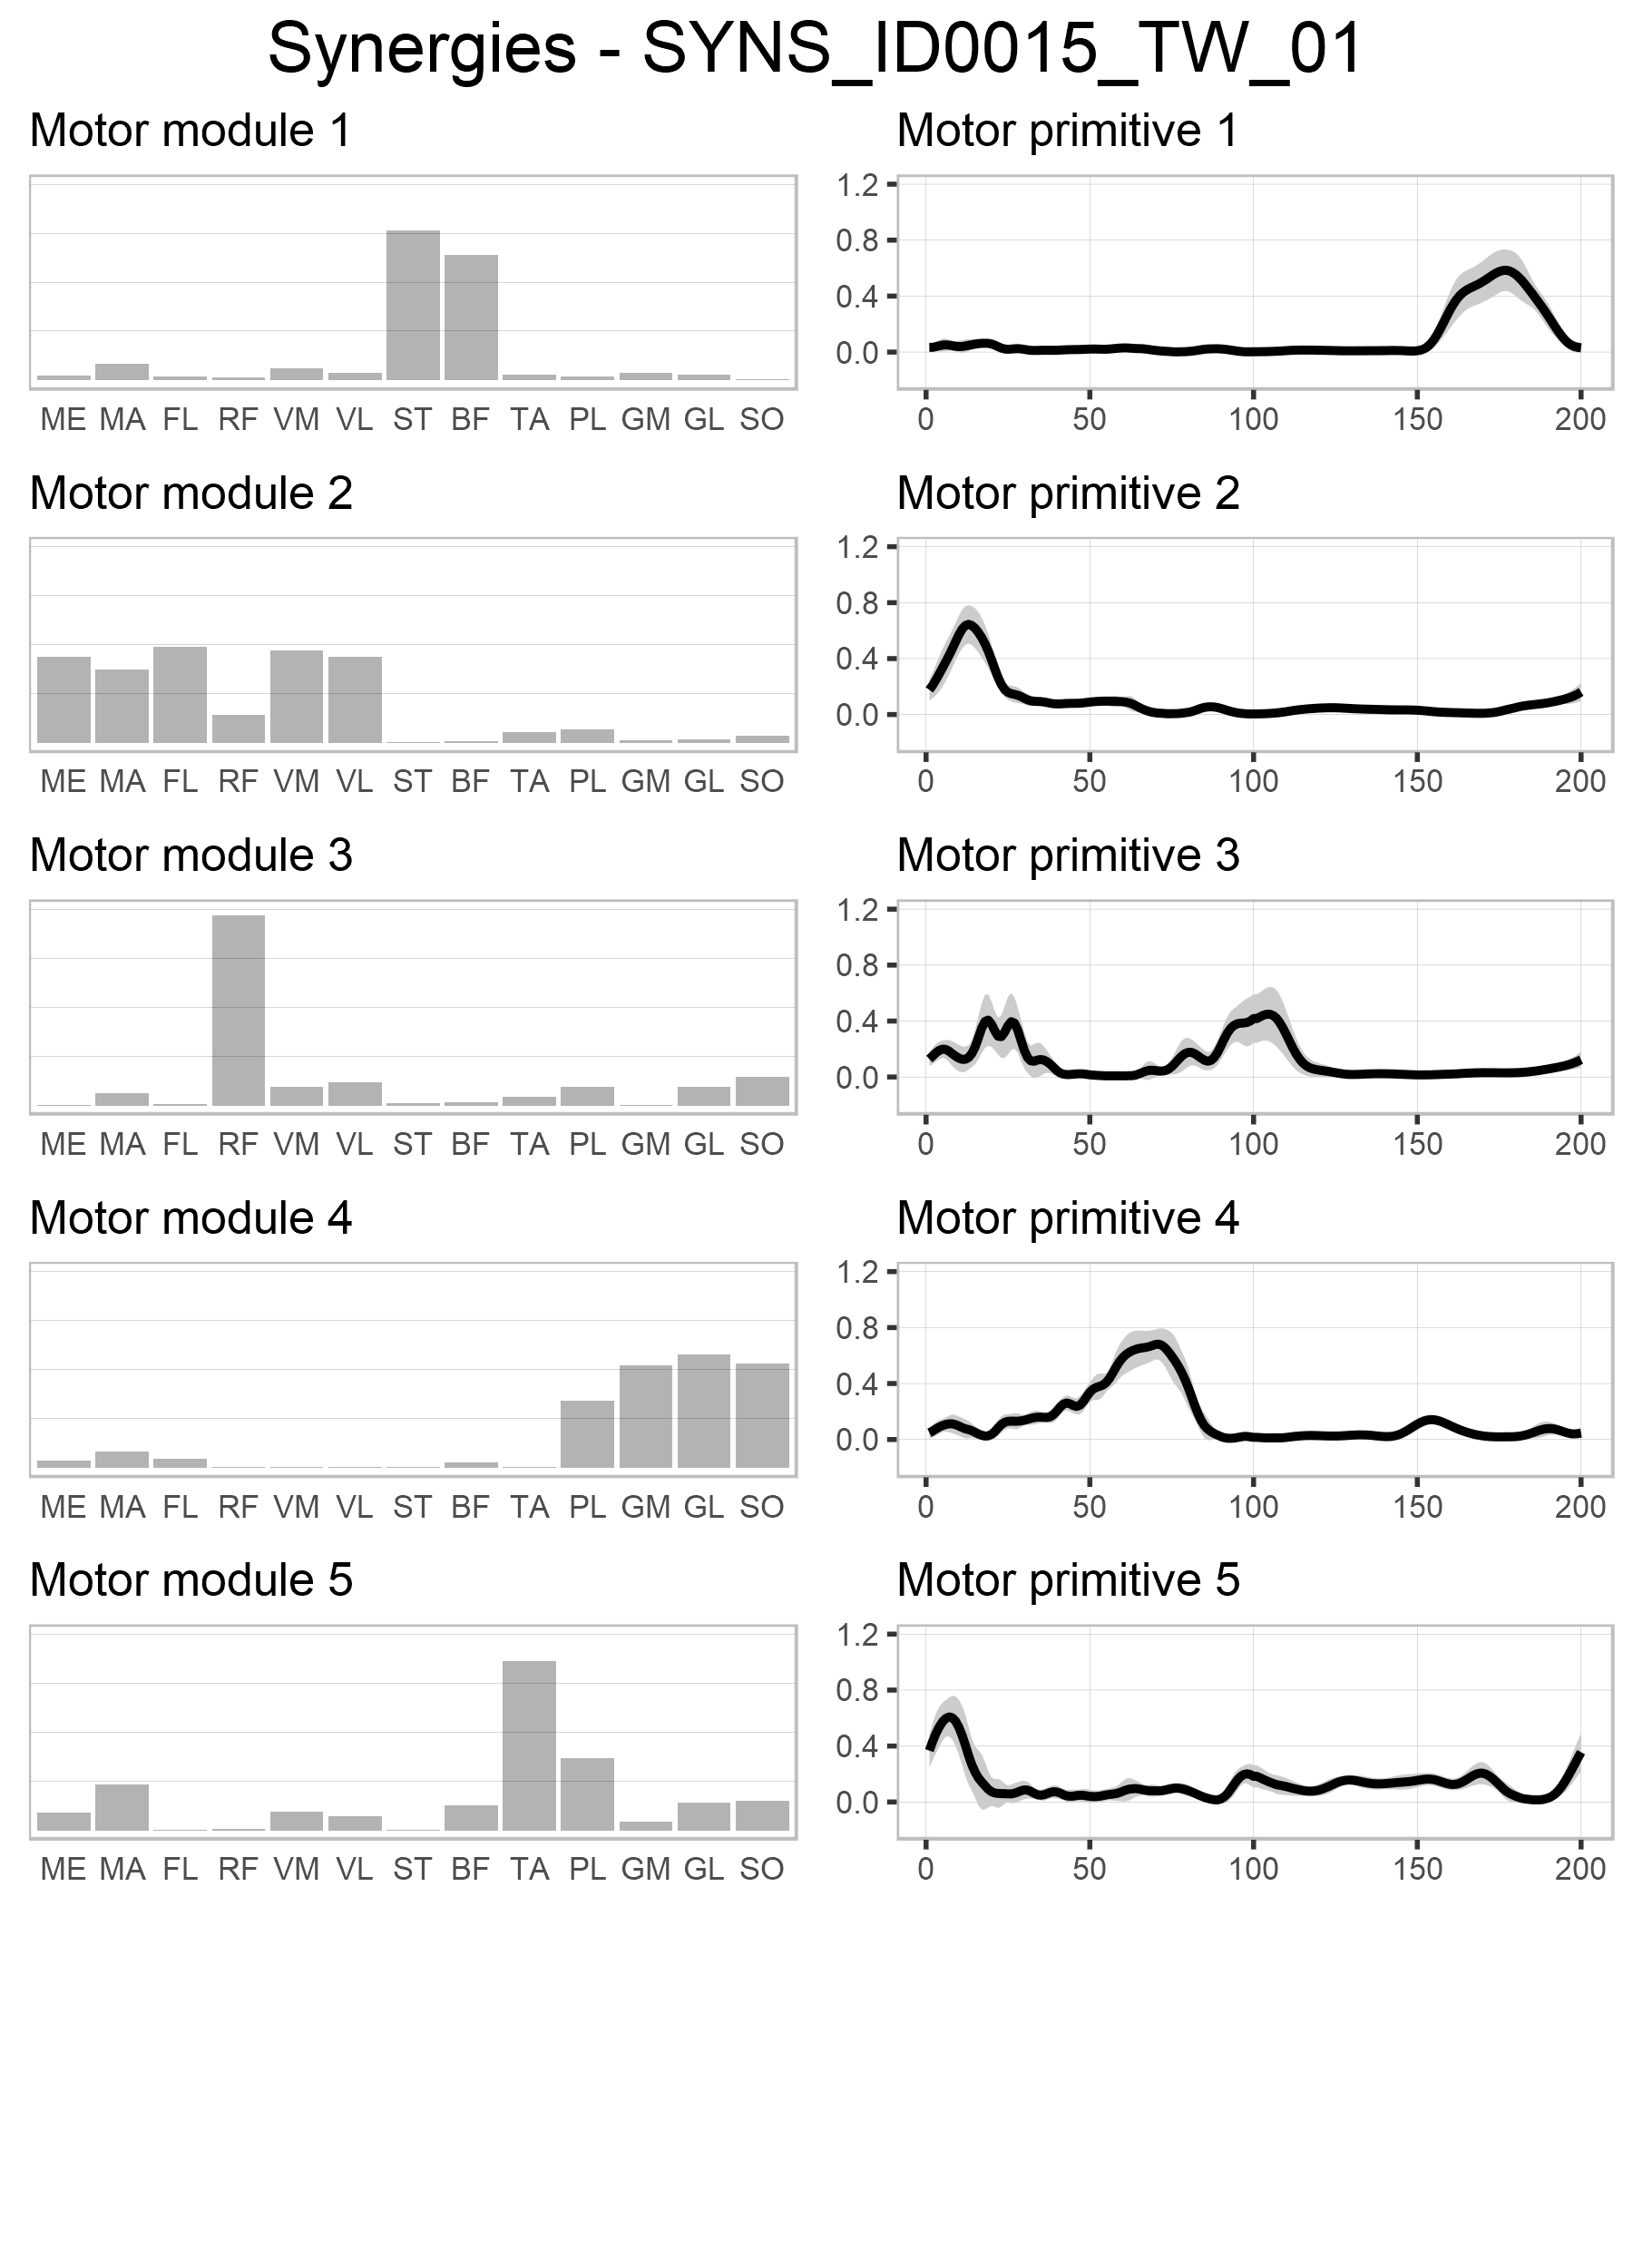 Synergies - SYNS_ID0015_TW_01
Motor module 1
Motor primitive 1
1.2
0.8
0.4
0.0
ME MA FL RF VM VL ST BF TA PL GM GL SO
0 50 100 150 200
Motor module 2
Motor primitive 2
1.2
0.8
0.4
0.0
ME MA FL RF VM VL ST BF TA PL GM GL SO
0 50 100 150 200
Motor module 3
Motor primitive 3
1.2
0.8
0.4
0.0
ME MA FL RF VM VL ST BF TA PL GM GL SO
0 50 100 150 200
Motor module 4
Motor primitive 4
1.2
0.8
0.4
0.0
ME MA FL RF VM VL ST BF TA PL GM GL SO
0 50 100 150 200
Motor module 5
Motor primitive 5
1.2
0.8
0.4
0.0
ME MA FL RF VM VL ST BF TA PL GM GL SO
0 50 100 150 200